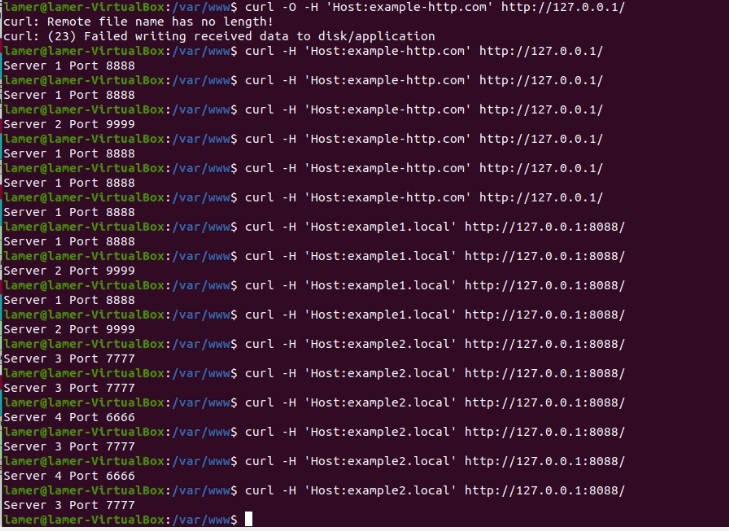 lamer@lamer-VirtualBox:/var/www$ curl -O -H 'Host:example-http.com' http://127.0.0.1/
curl: Remote file name has no length!
curl: (23) Failed writing received data to disk/application
lamer@lamer-VirtualBox:/var/www$ curl -H 'Host:example-http.com' http://127.0.0.1/
Server 1 Port 8888
lamer@lamer-VirtualBox:/var/www$ curl -H 'Host:example-http.com' http://127.0.0.1/
Server 1 Port 8888
lamer@lamer-VirtualBox:/var/www$ curl -H 'Host:example-http.com' http://127.0.0.1/
Server 2 Port 9999
lamer@lamer-VirtualBox:/var/www$ curl -H 'Host:example-http.com' http://127.0.0.1/
Server 1 Port 8888
lamer@lamer-VirtualBox:/var/www$ curl -H 'Host:example-http.com' http://127.0.0.1/
Server 1 Port 8888
lamer@lamer-VirtualBox:/var/www$ curl -H 'Host:example-http.com' http://127.0.0.1/
Server 1 Port 8888
lamer@lamer-VirtualBox:/var/www$ curl -H 'Host:example1.local' http://127.0.0.1:8088/
Server 1 Port 8888
lamer@lamer-VirtualBox:/var/www$ curl -H 'Host:example1.local' http://127.0.0.1:8088/
Server 2 Port 9999
lamer@lamer-VirtualBox:/var/www$ curl -H 'Host:example1.local' http://127.0.0.1:8088/
Server 1 Port 8888
lamer@lamer-VirtualBox:/var/www$ curl -H 'Host:example1.local' http://127.0.0.1:8088/
Server 2 Port 9999
lamer@lamer-VirtualBox:/var/www$ curl -H 'Host:example2.local' http://127.0.0.1:8088/
Server 3 Port 7777
lamer@lamer-VirtualBox:/var/www$ curl -H 'Host:example2.local' http://127.0.0.1:8088/
Server 3 Port 7777
lamer@lamer-VirtualBox:/var/www$ curl -H 'Host:example2.local' http://127.0.0.1:8088/
Server 4 Port 6666
lamer@lamer-VirtualBox:/var/www$ curl -H 'Host:example2.local' http://127.0.0.1:8088/
Server 3 Port 7777
lamer@lamer-VirtualBox:/var/www$ curl -H 'Host:example2.local' http://127.0.0.1:8088/
Server 4 Port 6666
lamer@lamer-VirtualBox:/var/www$ curl -H 'Host:example2.local' http://127.0.0.1:8088/
Server 3 Port 7777
lamer@lamer-VirtualBox:/var/www$